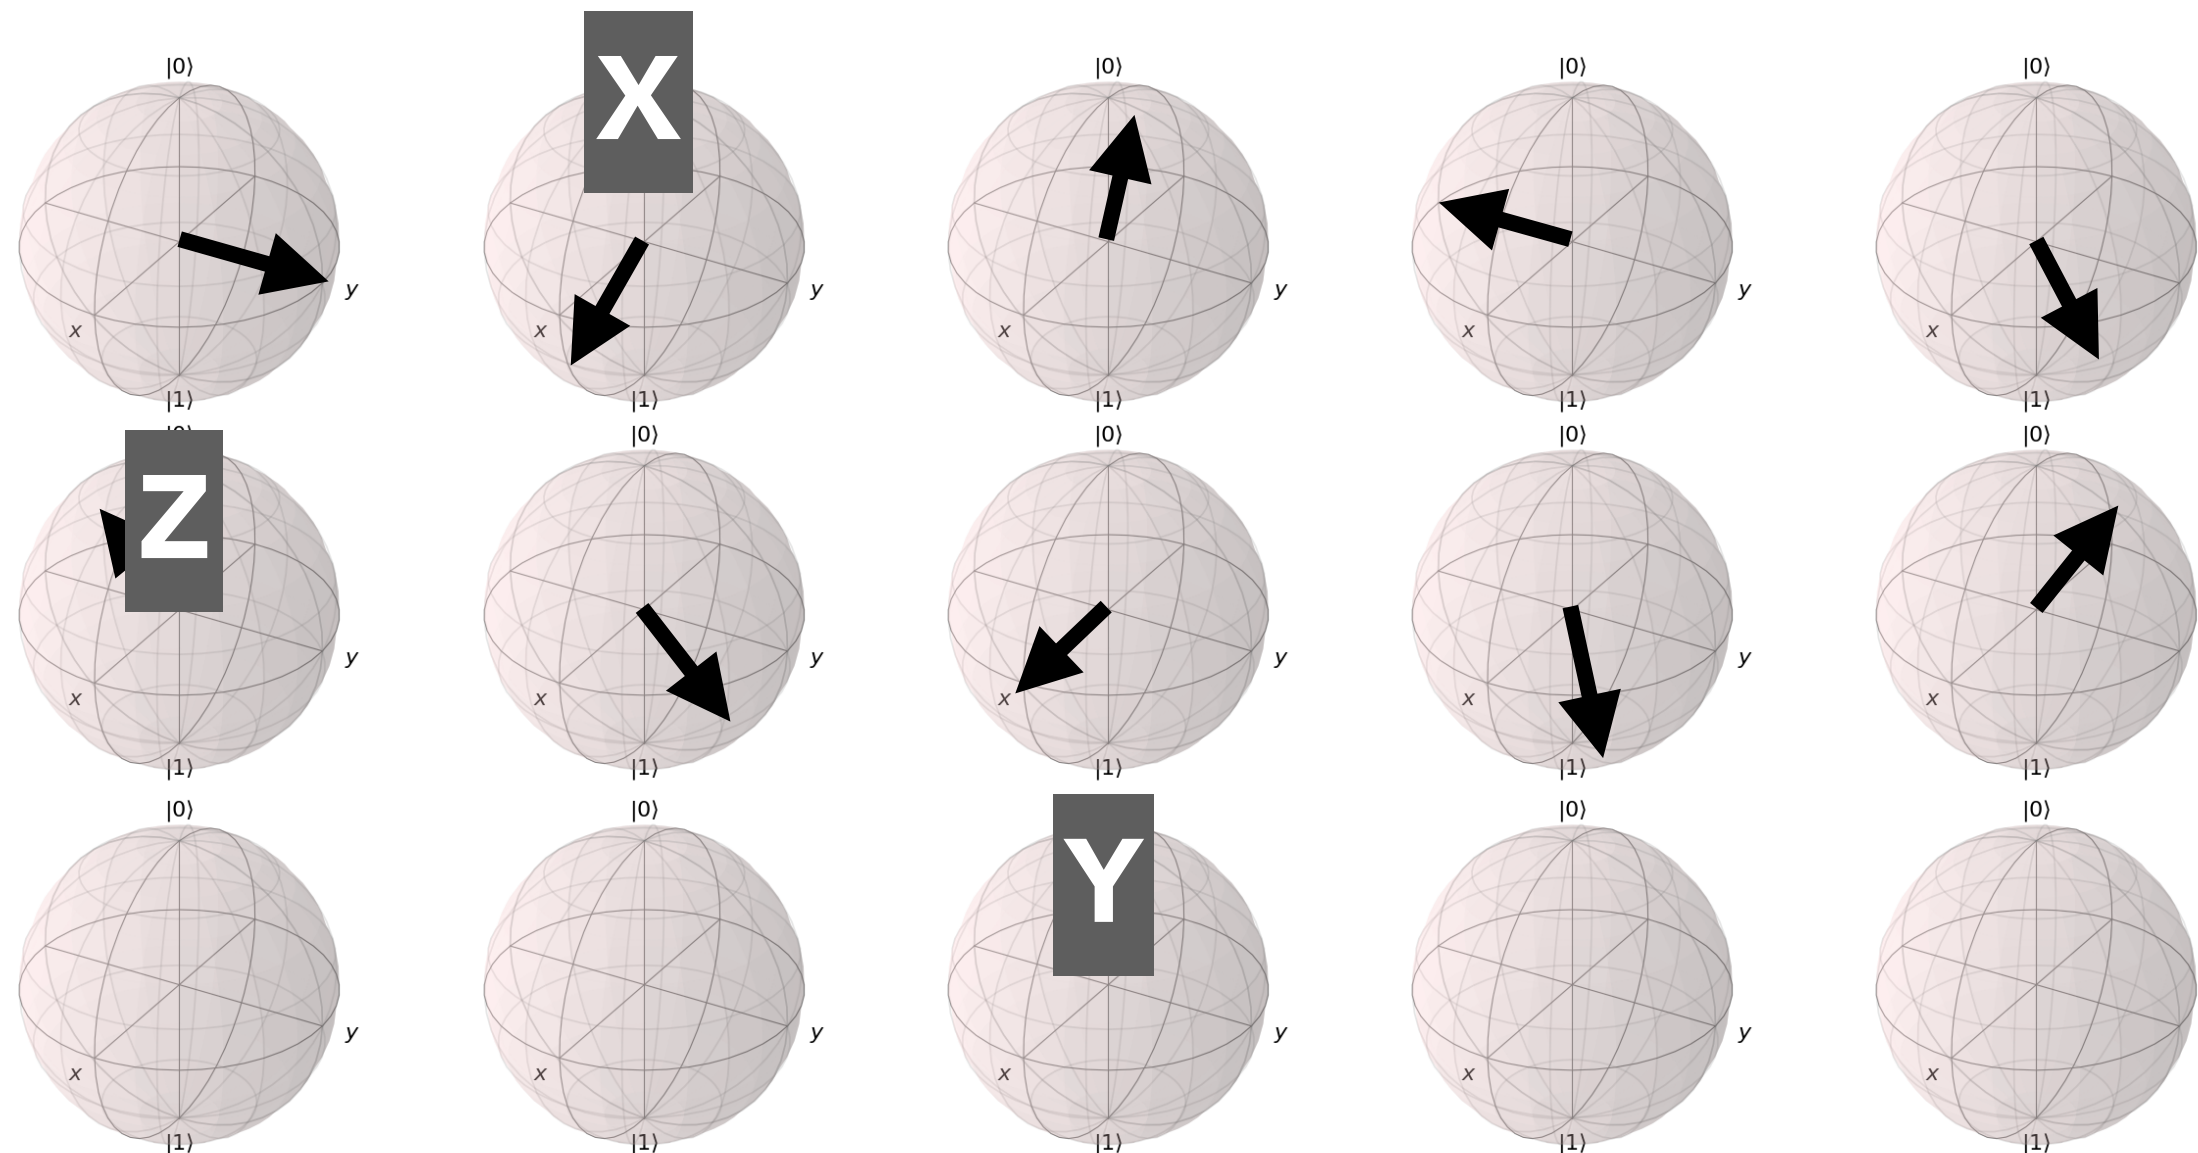 |0⟩ X |0⟩ |0⟩ |0⟩
y y y y
x x x x x
|1⟩ |1⟩ |1⟩ |1⟩ |1⟩
Z |0⟩ |0⟩ |0⟩ |0⟩
y y y y
x x x x x
|1⟩ |1⟩ |1⟩ |1⟩ |1⟩
|0⟩ |0⟩ Y |0⟩ |0⟩
y y y y
x x x x x
|1⟩ |1⟩ |1⟩ |1⟩ |1⟩